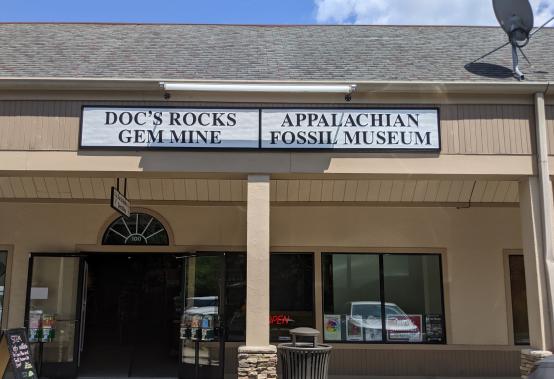 DOC'S ROCKS
GEM MINE
APPALACHIAN
FOSSIL MUSEUM
100
OPEN